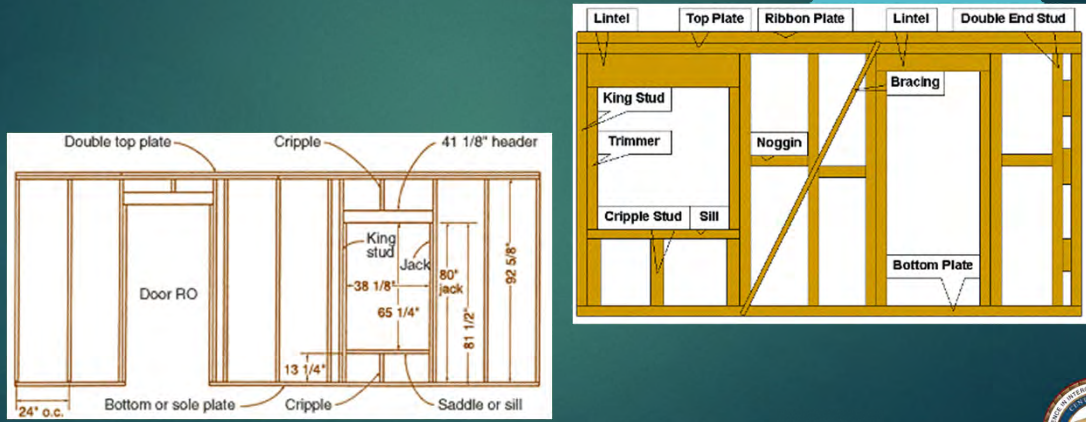 Lintel
Top Plate
Ribbon Plate
Lintel
Double End Stud
Bracing
King Stud
Trimmer
Noggin
Cripple Stud
Sill
Bottom Plate
Double top plate
Cripple
41 1/8" header
King
stud
Jack
80"
jack
92 5/8"
38 1/8"
Door RO
65 1/4"
81 1/2"
13 1/4"
24" o.c.
Bottom or sole plate
Cripple
Saddle or sill